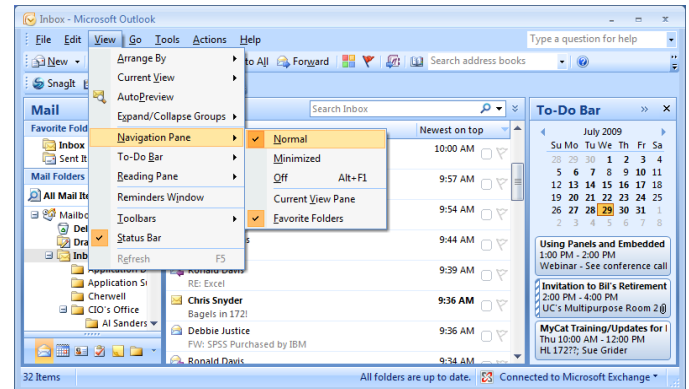 Inbox - Microsoft Outlook
File Edit View Go Tools Actions Help
Type a question for help
New
to All Forward Search address books
SnagIt
Arrange By
Current View
AutoPreview
Expand/Collapse Groups
Navigation Pane
To-Do Bar
Reading Pane
Reminders Window
Toolbars
Status Bar
Refresh F5
Normal
Minimized
Off Alt+F1
Current View Pane
Favorite Folders
Mail
Favorite Fold
Inbox
Sent It
Mail Folders
All Mail Ite
Mailbo
Del
Dra
Inb
Application D
Application Su
Cherwell
CIO's Office
Al Sanders
Search Inbox
Newest on top
10:00 AM
9:57 AM
9:54 AM
9:44 AM
Ronald Davis 9:39 AM
RE: Excel
Chris Snyder 9:36 AM
Bagels in 172!
Debbie Justice 9:36 AM
FW: SPSS Purchased by IBM
Ronald Davis 9:34 AM
To-Do Bar
July 2009
Su Mo Tu We Th Fr Sa
28 29 30 1 2 3 4
5 6 7 8 9 10 11
12 13 14 15 16 17 18
19 20 21 22 23 24 25
26 27 28 29 30 31 1
2 3 4 5 6 7 8
Using Panels and Embedded
1:00 PM - 2:00 PM
Webinar - See conference call
Invitation to Bil's Retirement
2:00 PM - 4:00 PM
UC's Multipurpose Room 2
MyCat Training/Updates for
Thu 10:00 AM - 12:00 PM
HL 172??; Sue Grider
32 Items
All folders are up to date.
Connected to Microsoft Exchange